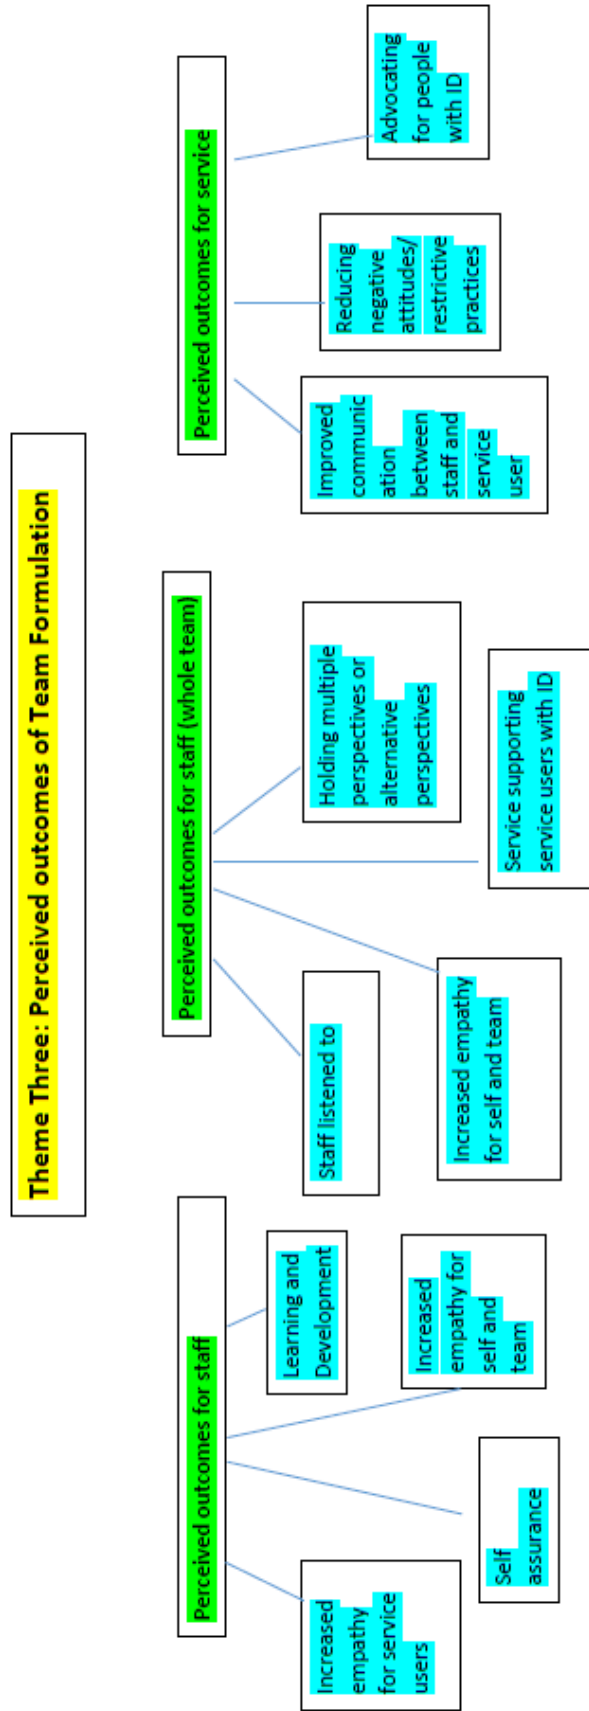 Theme Three: Perceived outcomes of Team Formulation
Perceived outcomes for staff
Increased
empathy
for service
users
Self
assurance
Increased
empathy for
self and
team
Learning and
Development
Perceived outcomes for staff (whole team)
Staff listened to
Increased empathy
for self and team
Service supporting
service users with ID
Holding multiple
perspectives or
alternative
perspectives
Perceived outcomes for service
Improved
communic
ation
between
staff and
service
user
Reducing
negative
attitudes/
restrictive
practices
Advocating
for people
with ID